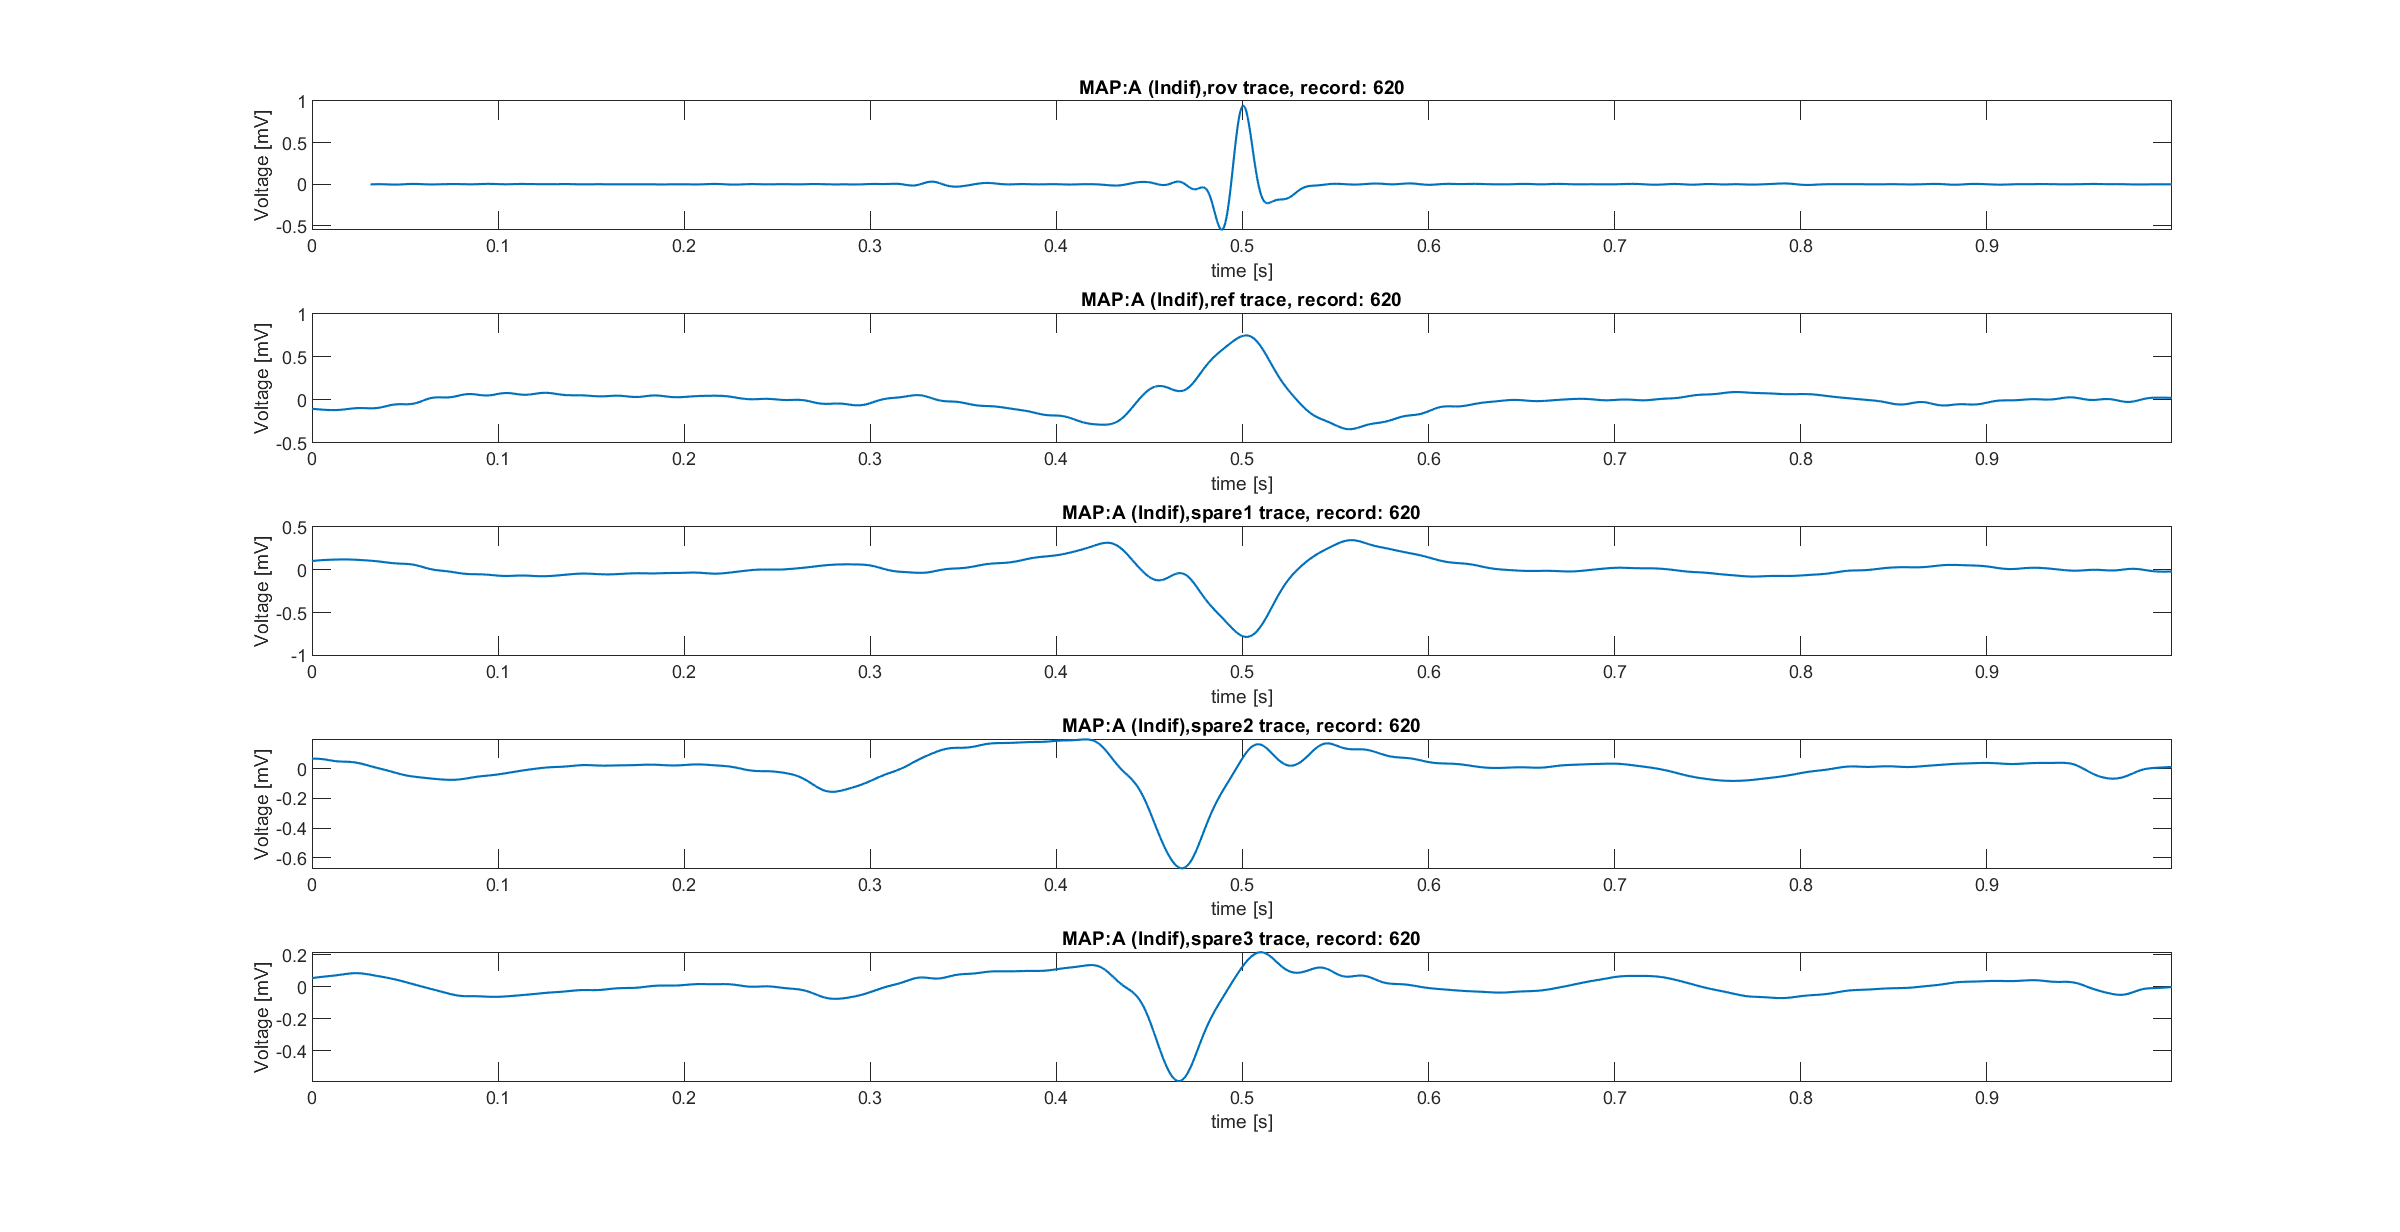 MAP:A (Indif),rov trace, record: 620
Voltage [mV]
1
0.5
0
-0.5
0 0.1 0.2 0.3 0.4 0.5 0.6 0.7 0.8 0.9
time [s]
MAP:A (Indif),ref trace, record: 620
Voltage [mV]
1
0.5
0
-0.5
0 0.1 0.2 0.3 0.4 0.5 0.6 0.7 0.8 0.9
time [s]
MAP:A (Indif),spare1 trace, record: 620
Voltage [mV]
0.5
0
-0.5
-1
0 0.1 0.2 0.3 0.4 0.5 0.6 0.7 0.8 0.9
time [s]
MAP:A (Indif),spare2 trace, record: 620
Voltage [mV]
0
-0.2
-0.4
-0.6
0 0.1 0.2 0.3 0.4 0.5 0.6 0.7 0.8 0.9
time [s]
MAP:A (Indif),spare3 trace, record: 620
Voltage [mV]
0.2
0
-0.2
-0.4
0 0.1 0.2 0.3 0.4 0.5 0.6 0.7 0.8 0.9
time [s]